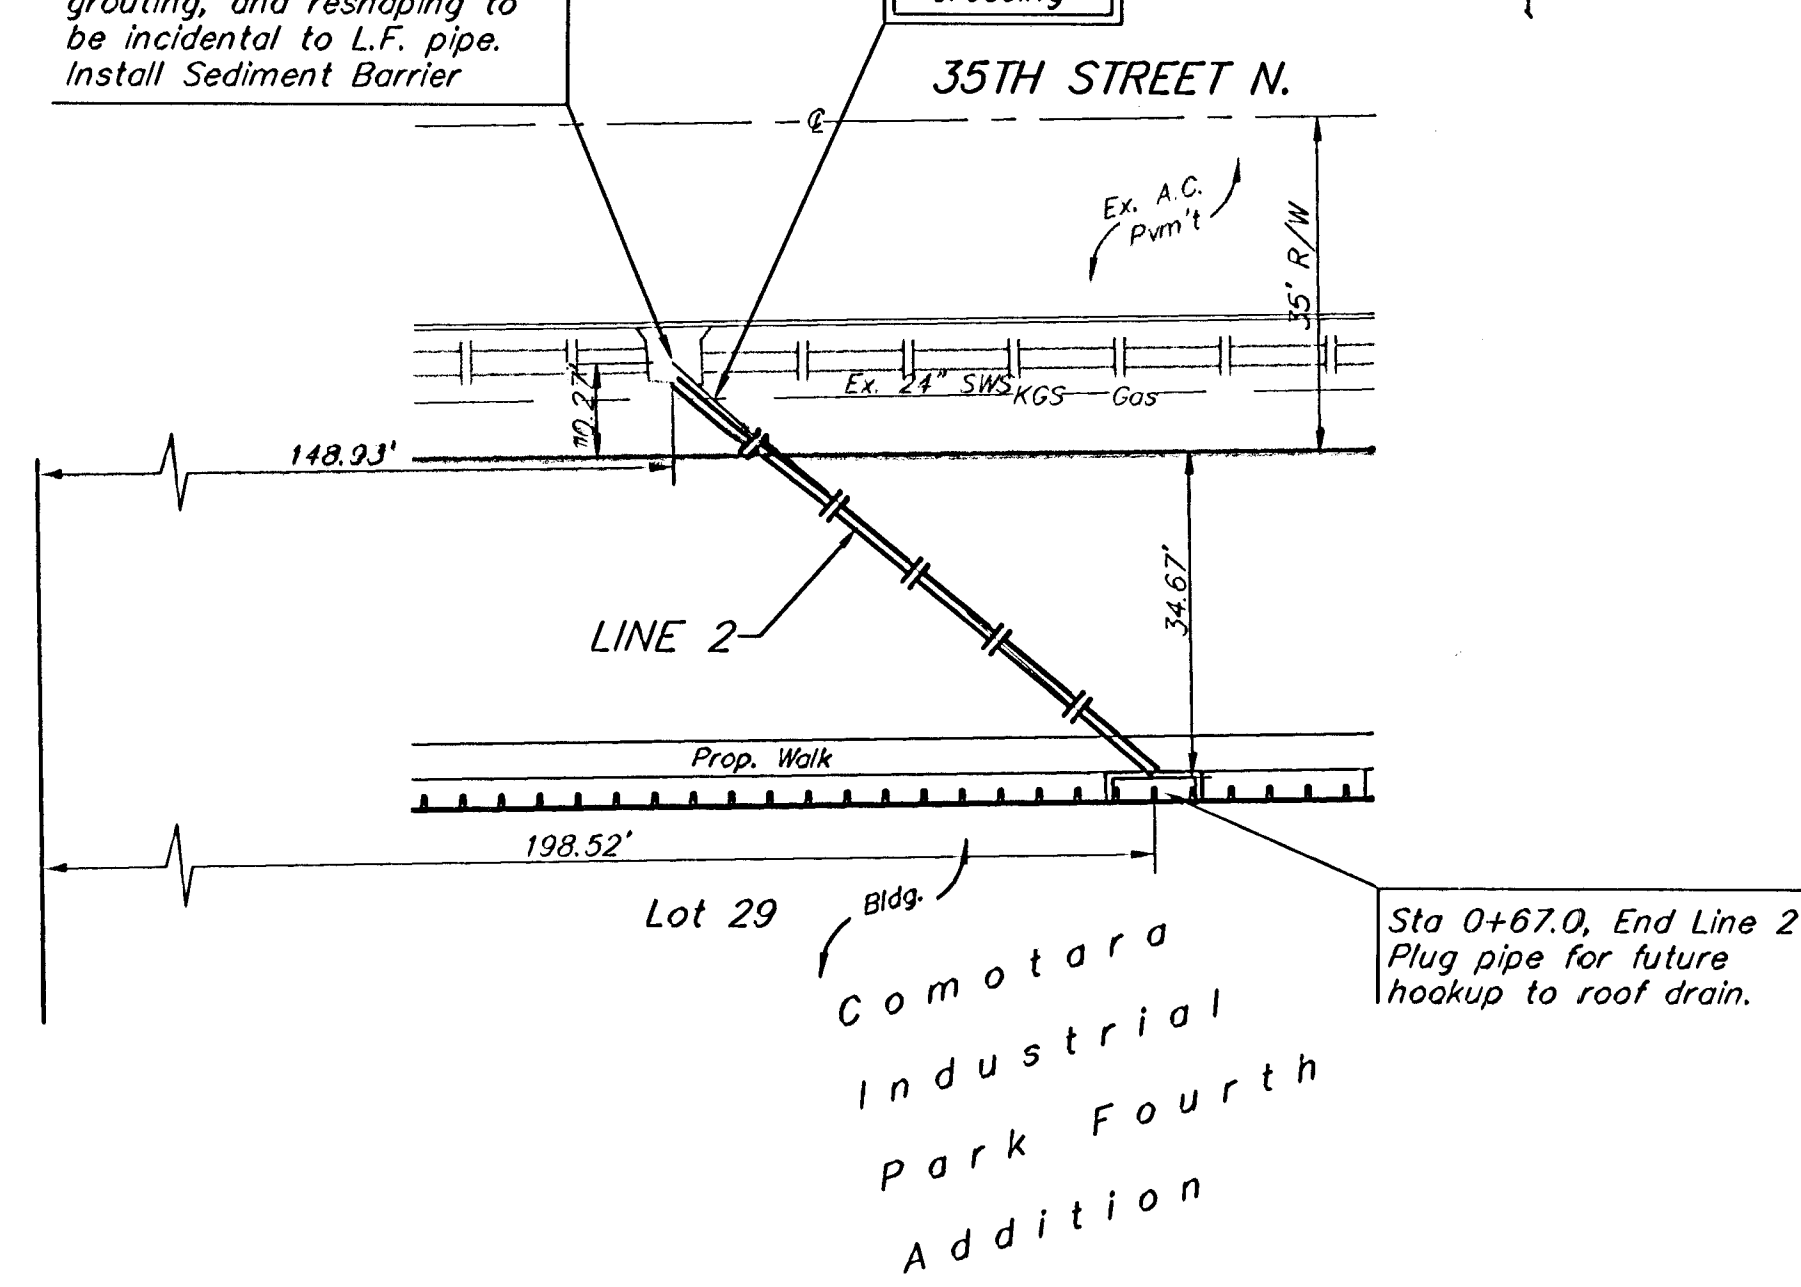 grouting, and reshaping to
be incidental to L.F. pipe.
Install Sediment Barrier
crossing
35TH STREET N.
℄
Ex. A.C.
Pvm't
35' R/W
Ex. 24" SWS
KGS Gas
148.93'
34.67'
LINE 2
Prop. Walk
198.52'
Bldg.
Lot 29
Sta 0+67.0, End Line 2
Plug pipe for future
hookup to roof drain.
Comotara
Industrial
Park Fourth
Addition